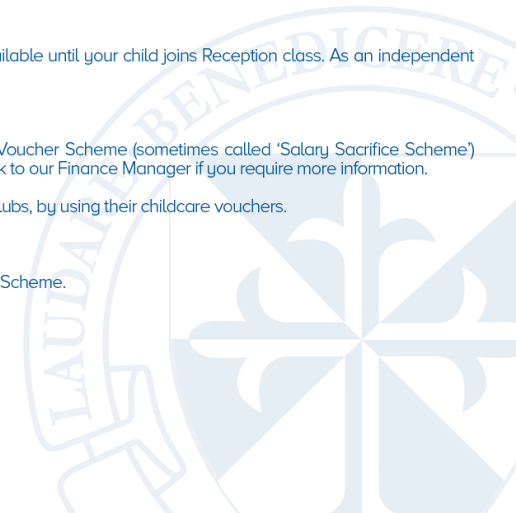 ilable until your child joins Reception class. As an independent
Voucher Scheme (sometimes called ‘Salary Sacrifice Scheme’)
k to our Finance Manager if you require more information.
lubs, by using their childcare vouchers.
Scheme.
LAUDARE BENEDICERE